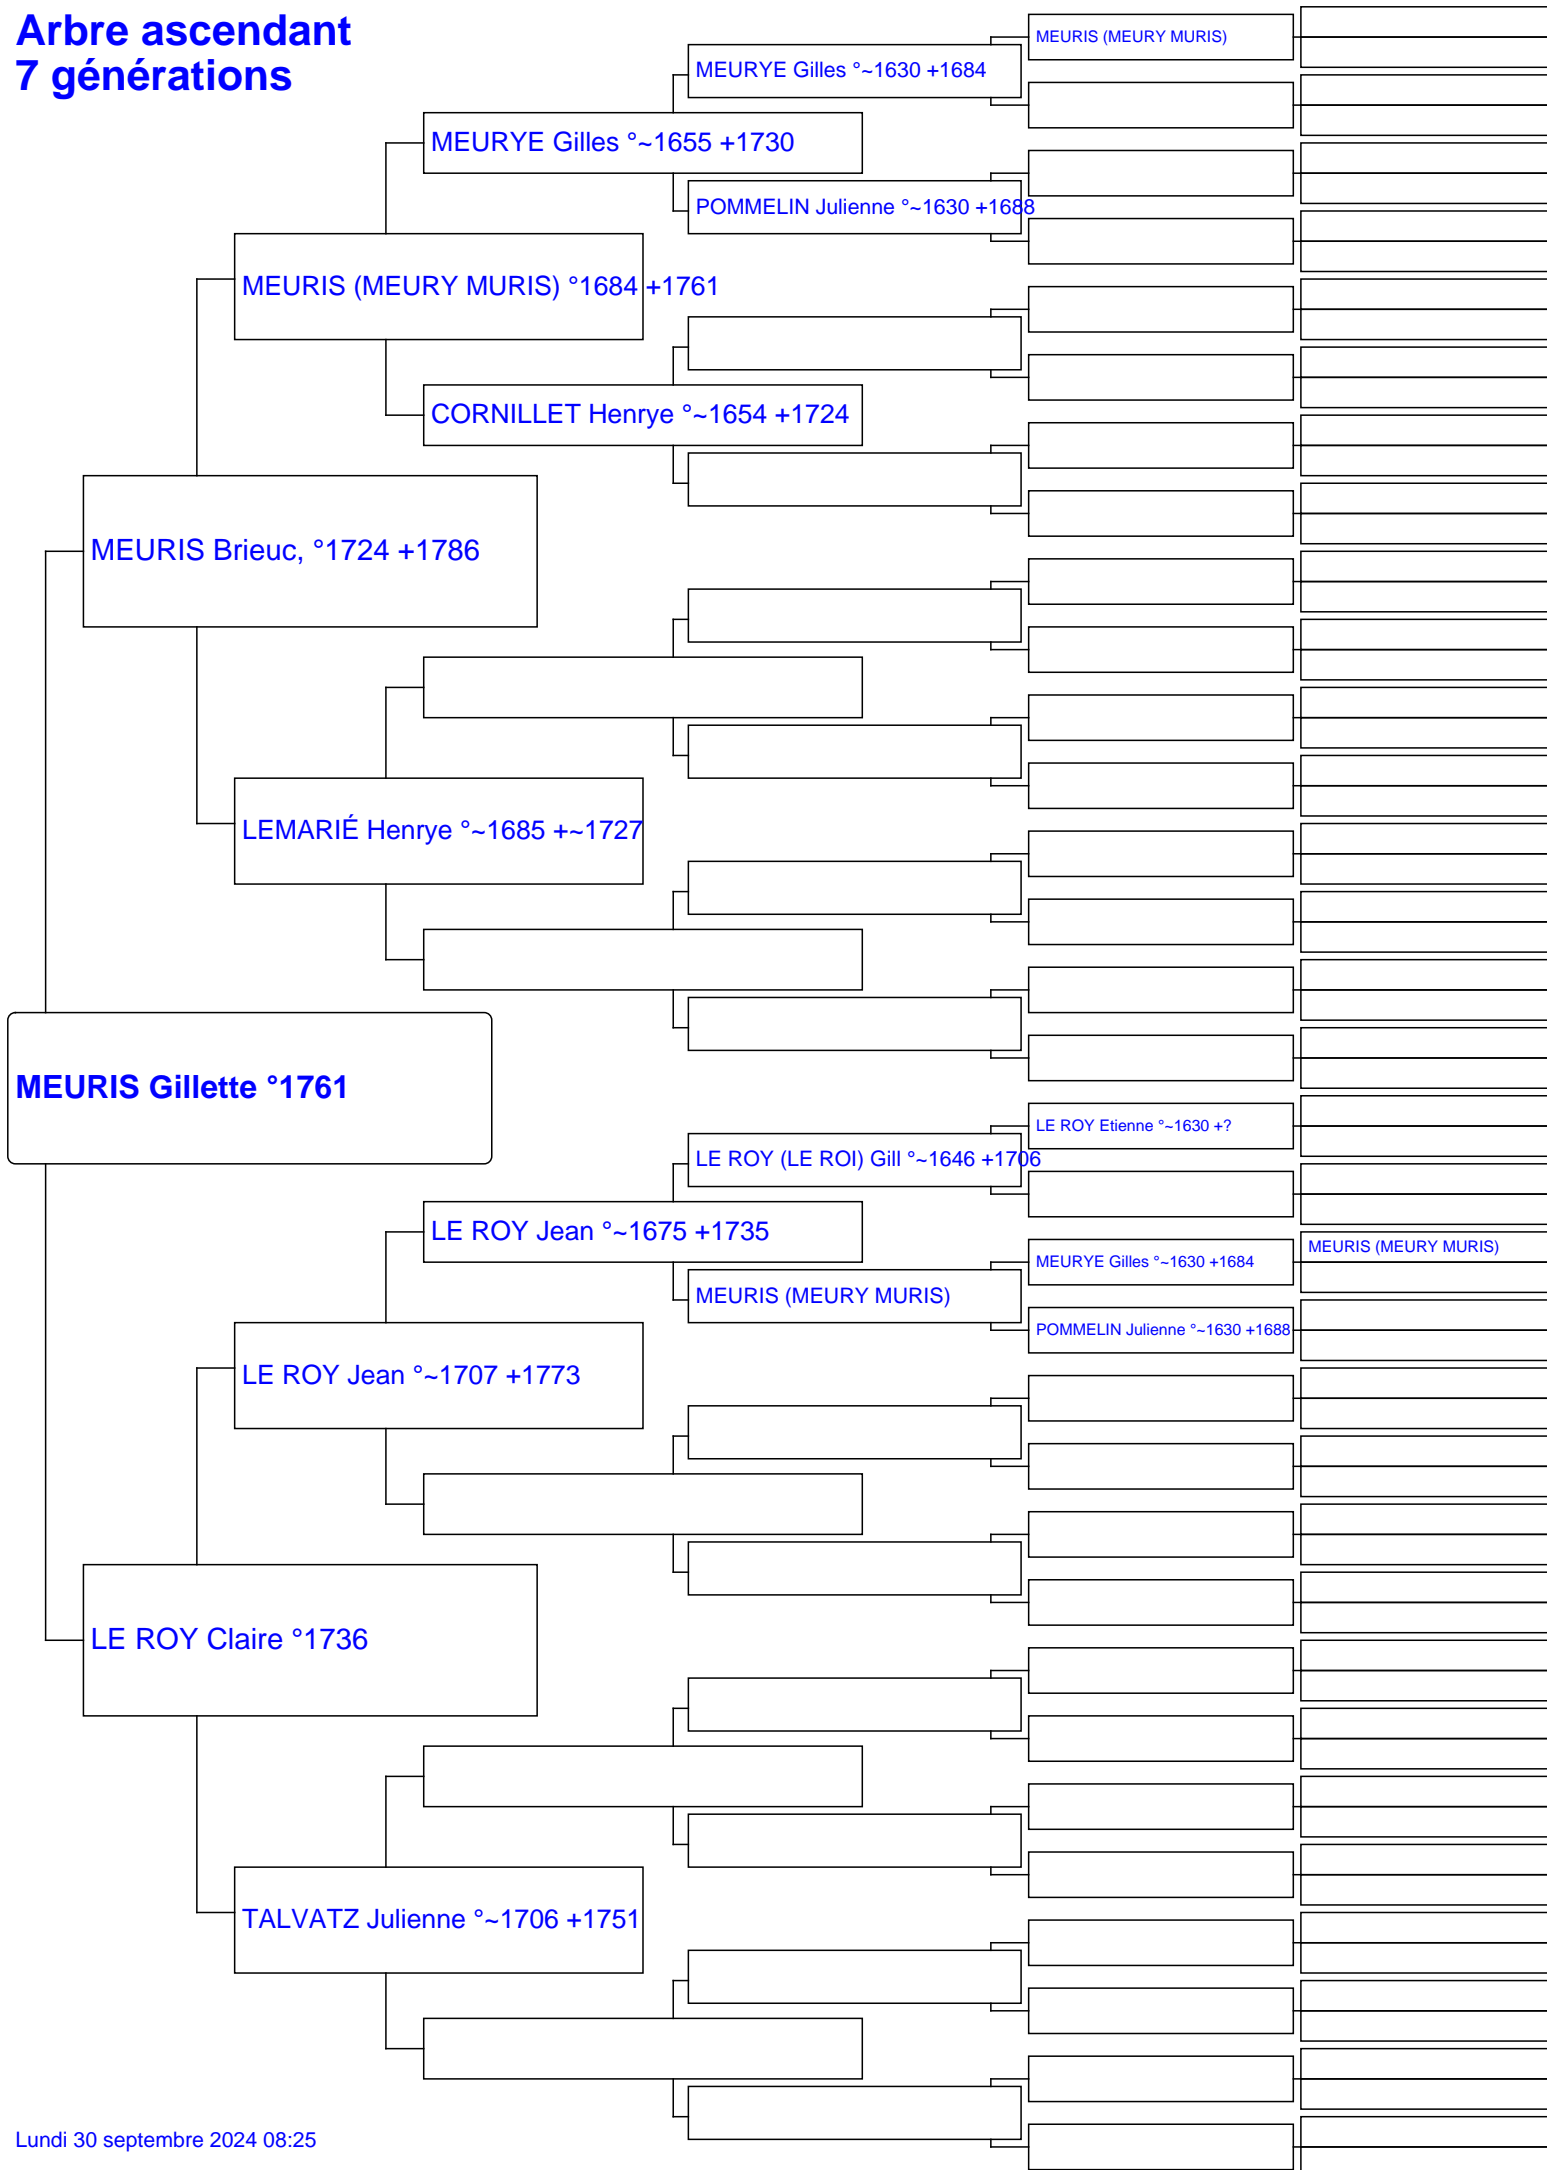 Arbre ascendant
7 générations
MEURIS (MEURY MURIS)
MEURYE Gilles °~1630 +1684
MEURYE Gilles °~1655 +1730
POMMELIN Julienne °~1630 +1688
MEURIS (MEURY MURIS) °1684 +1761
CORNILLET Henrye °~1654 +1724
MEURIS Brieuc, °1724 +1786
LEMARIÉ Henrye °~1685 +~1727
MEURIS Gillette °1761
LE ROY Etienne °~1630 +?
LE ROY (LE ROI) Gill °~1646 +1706
LE ROY Jean °~1675 +1735
MEURIS (MEURY MURIS)
MEURYE Gilles °~1630 +1684
MEURIS (MEURY MURIS)
POMMELIN Julienne °~1630 +1688
LE ROY Jean °~1707 +1773
LE ROY Claire °1736
TALVATZ Julienne °~1706 +1751
Lundi 30 septembre 2024 08:25